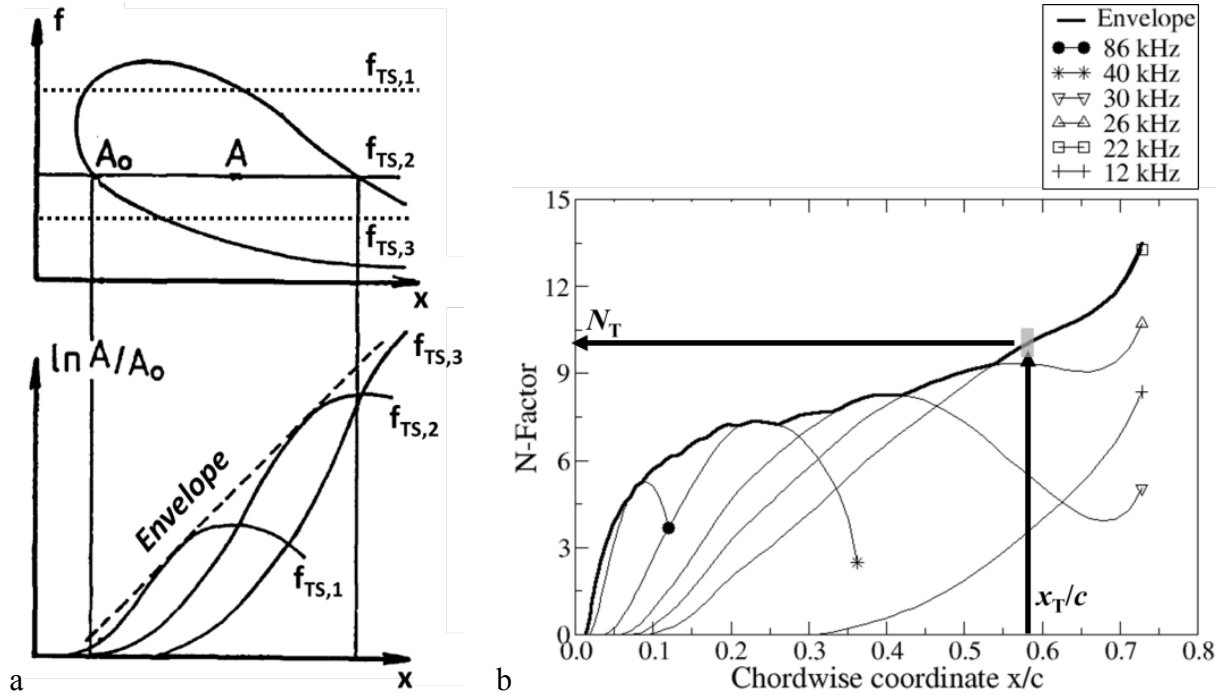 f
f_TS,1
A₀
A
f_TS,2
f_TS,3
x
ln A/A₀
f_TS,3
f_TS,2
Envelope
f_TS,1
x
a
Envelope
86 kHz
40 kHz
30 kHz
26 kHz
22 kHz
12 kHz
15
12
9
6
3
0
N-Factor
N_T
x_T/c
0.0 0.1 0.2 0.3 0.4 0.5 0.6 0.7 0.8
Chordwise coordinate x/c
b